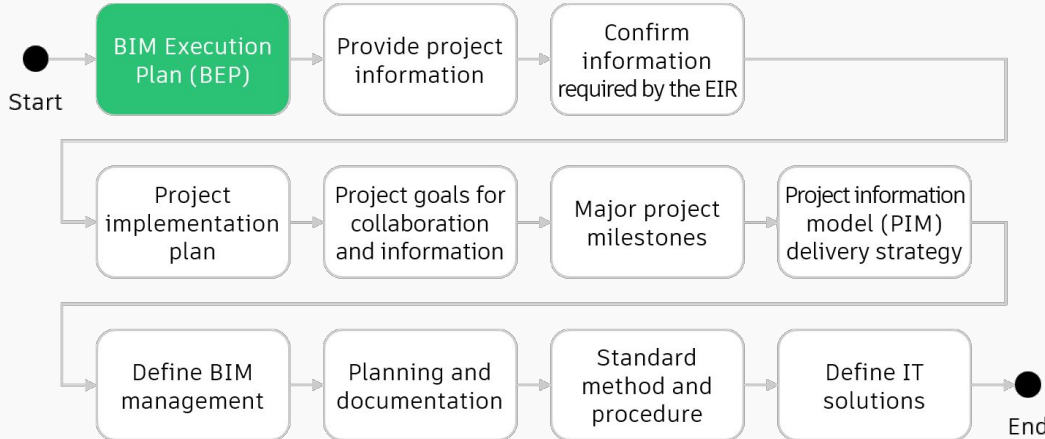 Start
BIM Execution
Plan (BEP)
Provide project
information
Confirm
information
required by the EIR
Project
implementation
plan
Project goals for
collaboration
and information
Major project
milestones
Project information
model (PIM)
delivery strategy
Define BIM
management
Planning and
documentation
Standard
method and
procedure
Define IT
solutions
End